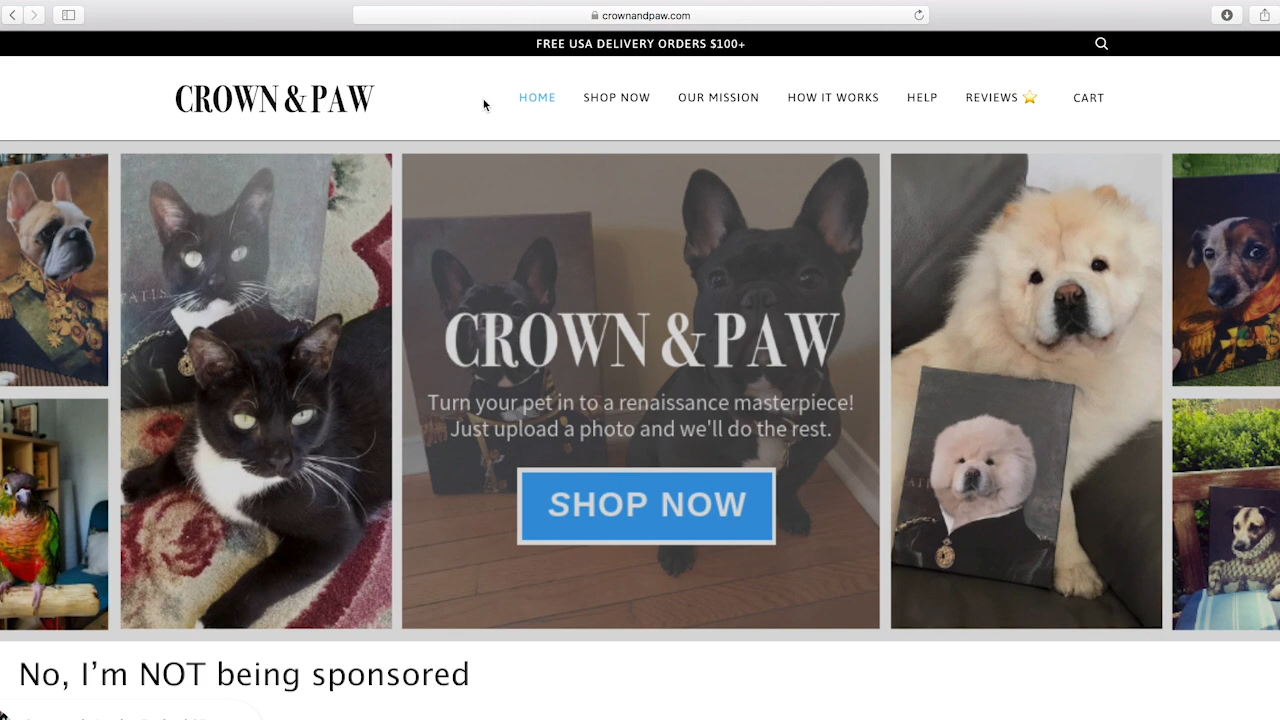 crownandpaw.com
FREE USA DELIVERY ORDERS $100+
CROWN & PAW
HOME SHOP NOW OUR MISSION HOW IT WORKS HELP REVIEWS ⭐ CART
CROWN & PAW
Turn your pet in to a renaissance masterpiece!
Just upload a photo and we'll do the rest.
SHOP NOW
No, I'm NOT being sponsored